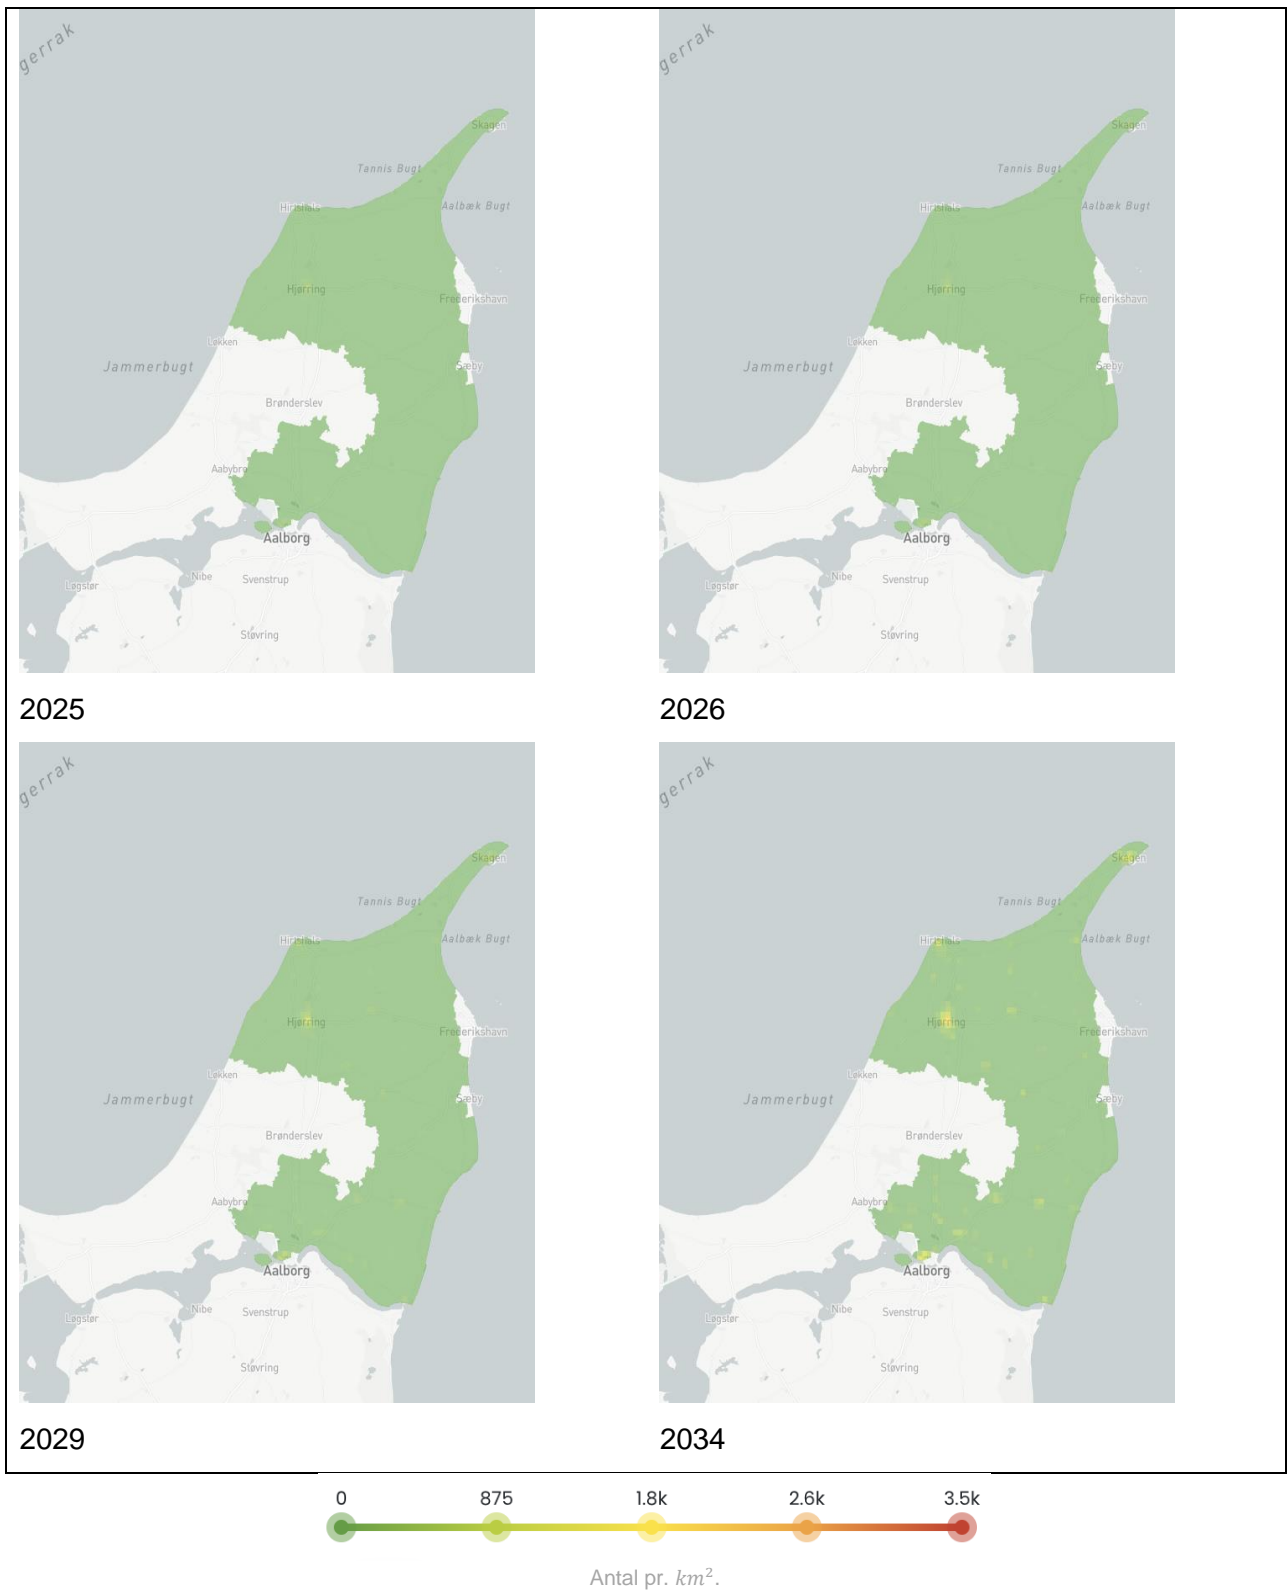 gerrak
Skagen
Tannis Bugt
Hirtshals
Aalbæk Bugt
Hjørring
Frederikshavn
Løkken
Jammerbugt
Sæby
Brønderslev
Aabybro
Aalborg
Nibe
Svenstrup
Løgstør
Støvring
gerrak
Skagen
Tannis Bugt
Hirtshals
Aalbæk Bugt
Hjørring
Frederikshavn
Løkken
Jammerbugt
Sæby
Brønderslev
Aabybro
Aalborg
Nibe
Svenstrup
Løgstør
Støvring
2025 2026
gerrak
Skagen
Tannis Bugt
Hirtshals
Aalbæk Bugt
Hjørring
Frederikshavn
Løkken
Jammerbugt
Sæby
Brønderslev
Aabybro
Aalborg
Nibe
Svenstrup
Løgstør
Støvring
gerrak
Skagen
Tannis Bugt
Hirtshals
Aalbæk Bugt
Hjørring
Frederikshavn
Løkken
Jammerbugt
Sæby
Brønderslev
Aabybro
Aalborg
Nibe
Svenstrup
Løgstør
Støvring
2029 2034
0 875 1.8k 2.6k 3.5k
Antal pr. km².